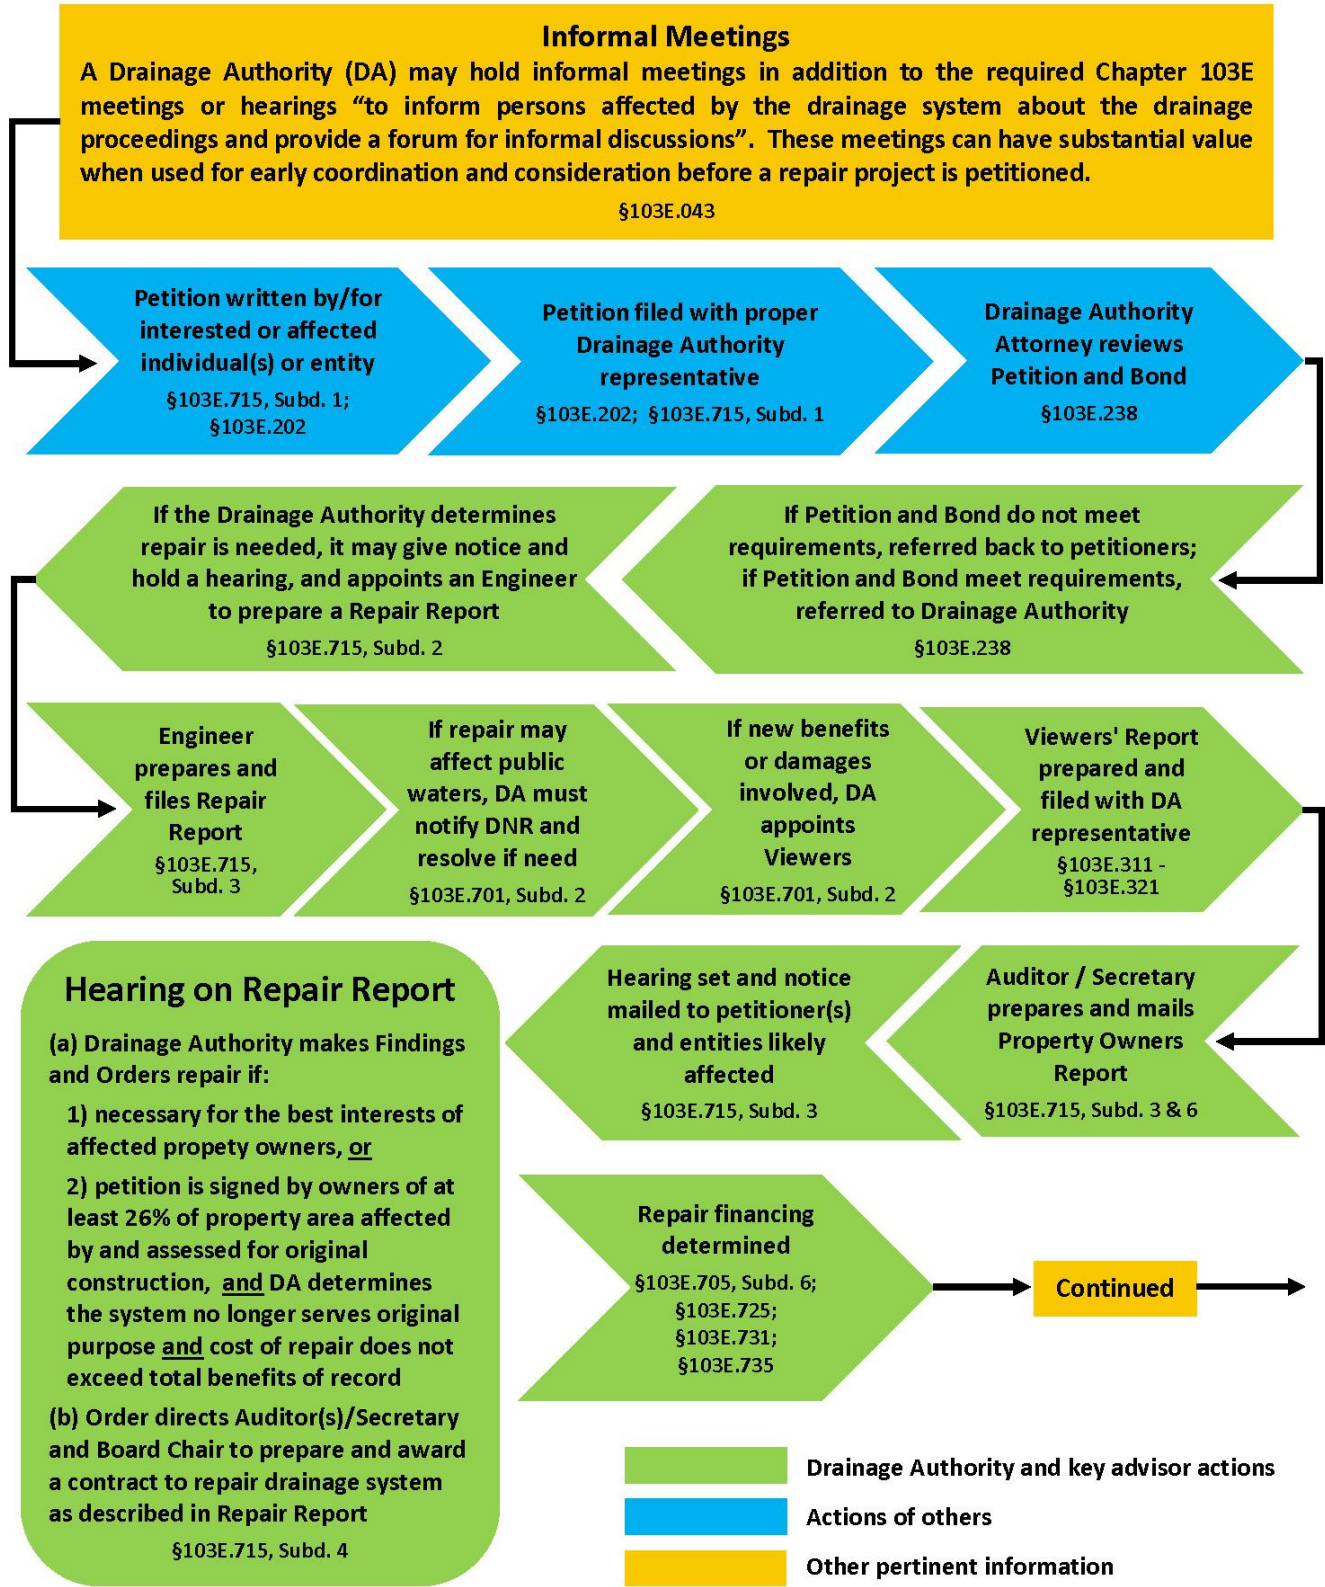 Informal Meetings
A Drainage Authority (DA) may hold informal meetings in addition to the required Chapter 103E
meetings or hearings “to inform persons affected by the drainage system about the drainage
proceedings and provide a forum for informal discussions”. These meetings can have substantial value
when used for early coordination and consideration before a repair project is petitioned.
§103E.043
Petition written by/for
interested or affected
individual(s) or entity
§103E.715, Subd. 1;
§103E.202
Petition filed with proper
Drainage Authority
representative
§103E.202; §103E.715, Subd. 1
Drainage Authority
Attorney reviews
Petition and Bond
§103E.238
If Petition and Bond do not meet
requirements, referred back to petitioners;
if Petition and Bond meet requirements,
referred to Drainage Authority
§103E.238
If the Drainage Authority determines
repair is needed, it may give notice and
hold a hearing, and appoints an Engineer
to prepare a Repair Report
§103E.715, Subd. 2
Engineer
prepares and
files Repair
Report
§103E.715,
Subd. 3
If repair may
affect public
waters, DA must
notify DNR and
resolve if need
§103E.701, Subd. 2
If new benefits
or damages
involved, DA
appoints
Viewers
§103E.701, Subd. 2
Viewers' Report
prepared and
filed with DA
representative
§103E.311 -
§103E.321
Auditor / Secretary
prepares and mails
Property Owners
Report
§103E.715, Subd. 3 & 6
Hearing set and notice
mailed to petitioner(s)
and entities likely
affected
§103E.715, Subd. 3
Hearing on Repair Report
(a) Drainage Authority makes Findings
and Orders repair if:
1) necessary for the best interests of
affected propety owners, or
2) petition is signed by owners of at
least 26% of property area affected
by and assessed for original
construction, and DA determines
the system no longer serves original
purpose and cost of repair does not
exceed total benefits of record
(b) Order directs Auditor(s)/Secretary
and Board Chair to prepare and award
a contract to repair drainage system
as described in Repair Report
§103E.715, Subd. 4
Repair financing
determined
§103E.705, Subd. 6;
§103E.725;
§103E.731;
§103E.735
Continued
Drainage Authority and key advisor actions
Actions of others
Other pertinent information